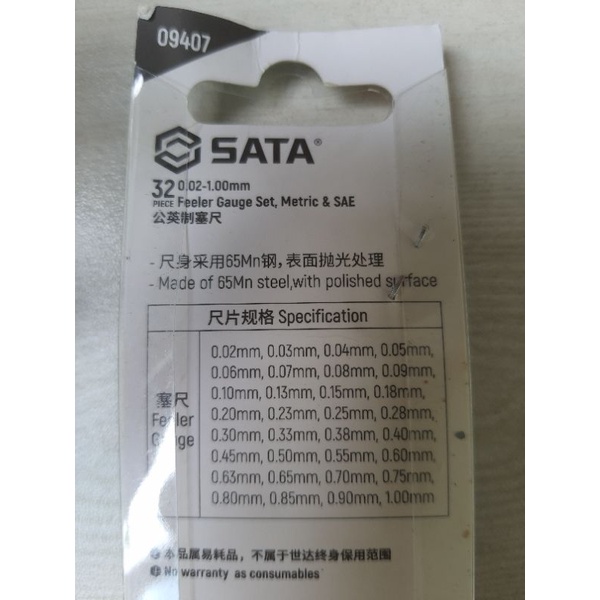 09407
SATA®
32 PIECE 0.02-1.00mm
Feeler Gauge Set, Metric & SAE
公英制塞尺
- 尺身采用65Mn钢，表面抛光处理
- Made of 65Mn steel,with polished surface
尺片规格 Specification
塞尺
Feeler
Gauge
0.02mm, 0.03mm, 0.04mm, 0.05mm,
0.06mm, 0.07mm, 0.08mm, 0.09mm,
0.10mm, 0.13mm, 0.15mm, 0.18mm,
0.20mm, 0.23mm, 0.25mm, 0.28mm,
0.30mm, 0.33mm, 0.38mm, 0.40mm,
0.45mm, 0.50mm, 0.55mm, 0.60mm,
0.63mm, 0.65mm, 0.70mm, 0.75mm,
0.80mm, 0.85mm, 0.90mm, 1.00mm
本品属易耗品，不属于世达终身保用范围
No warranty as consumables